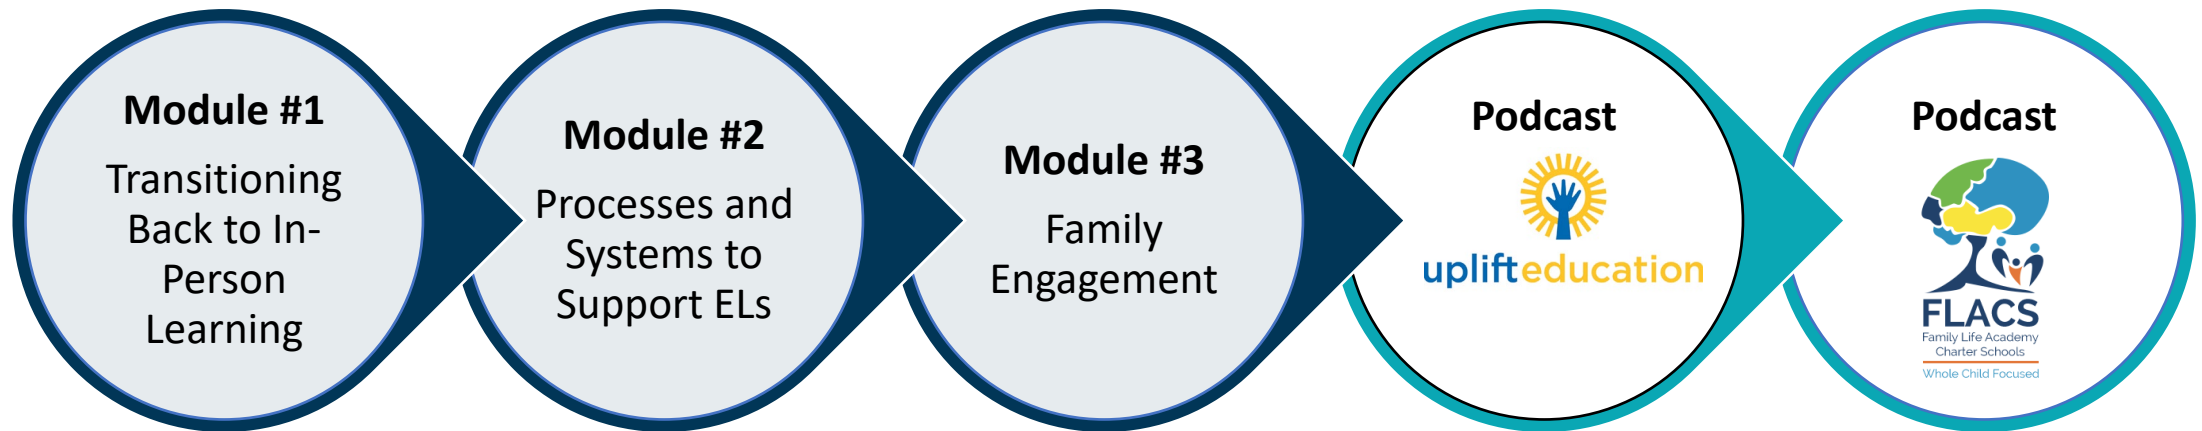 Module #1
Transitioning
Back to In-
Person
Learning
Module #2
Processes and
Systems to
Support ELs
Module #3
Family
Engagement
Podcast
uplifteducation
Podcast
FLACS
Family Life Academy
Charter Schools
Whole Child Focused